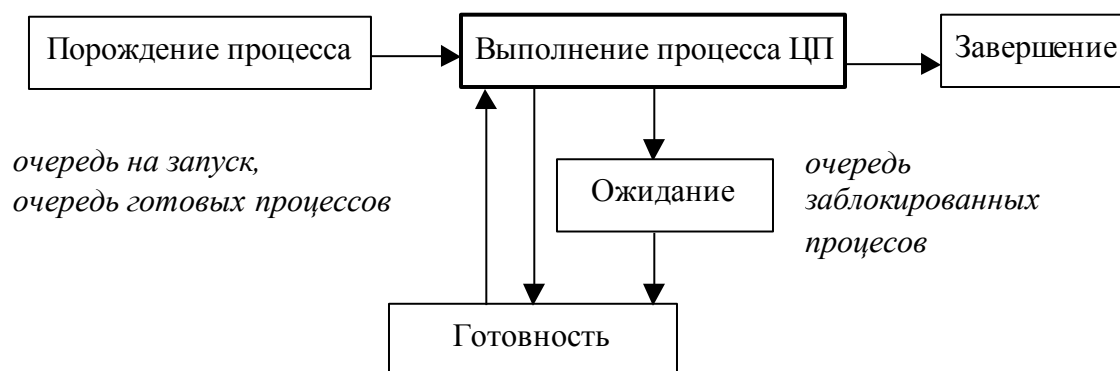 Порождение процесса
Выполнение процесса ЦП
Завершение
очередь на запуск,
очередь готовых процессов
Ожидание
очередь
заблокированных
процесов
Готовность